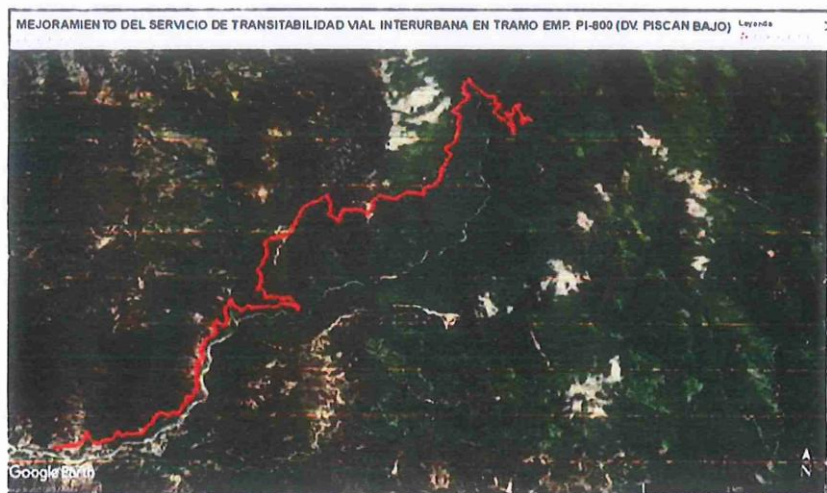 MEJORAMIENTO DEL SERVICIO DE TRANSITABILIDAD VIAL INTERURBANA EN TRAMO EMP. PI-800 (DV. PISCAN BAJO)
Leyenda
Google Earth
N